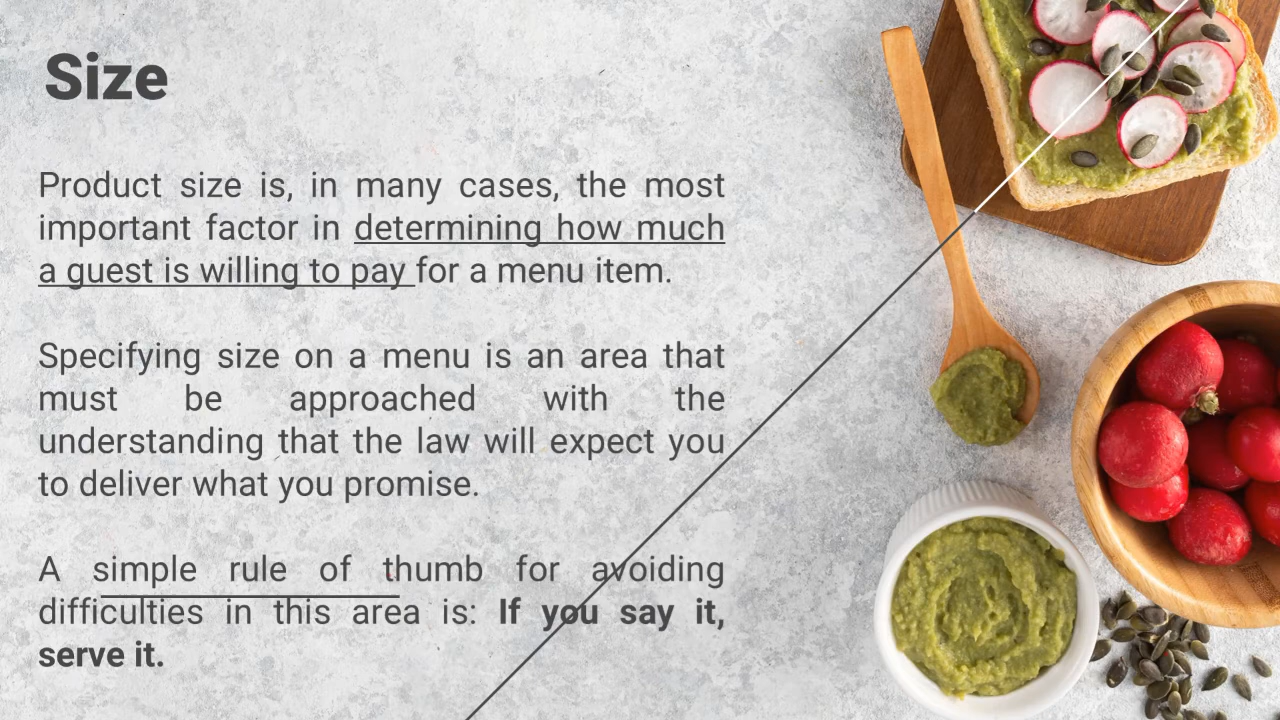 Size
Product size is, in many cases, the most
important factor in determining how much
a guest is willing to pay for a menu item.
Specifying size on a menu is an area that
must be approached with the
understanding that the law will expect you
to deliver what you promise.
A simple rule of thumb for avoiding
difficulties in this area is: If you say it,
serve it.